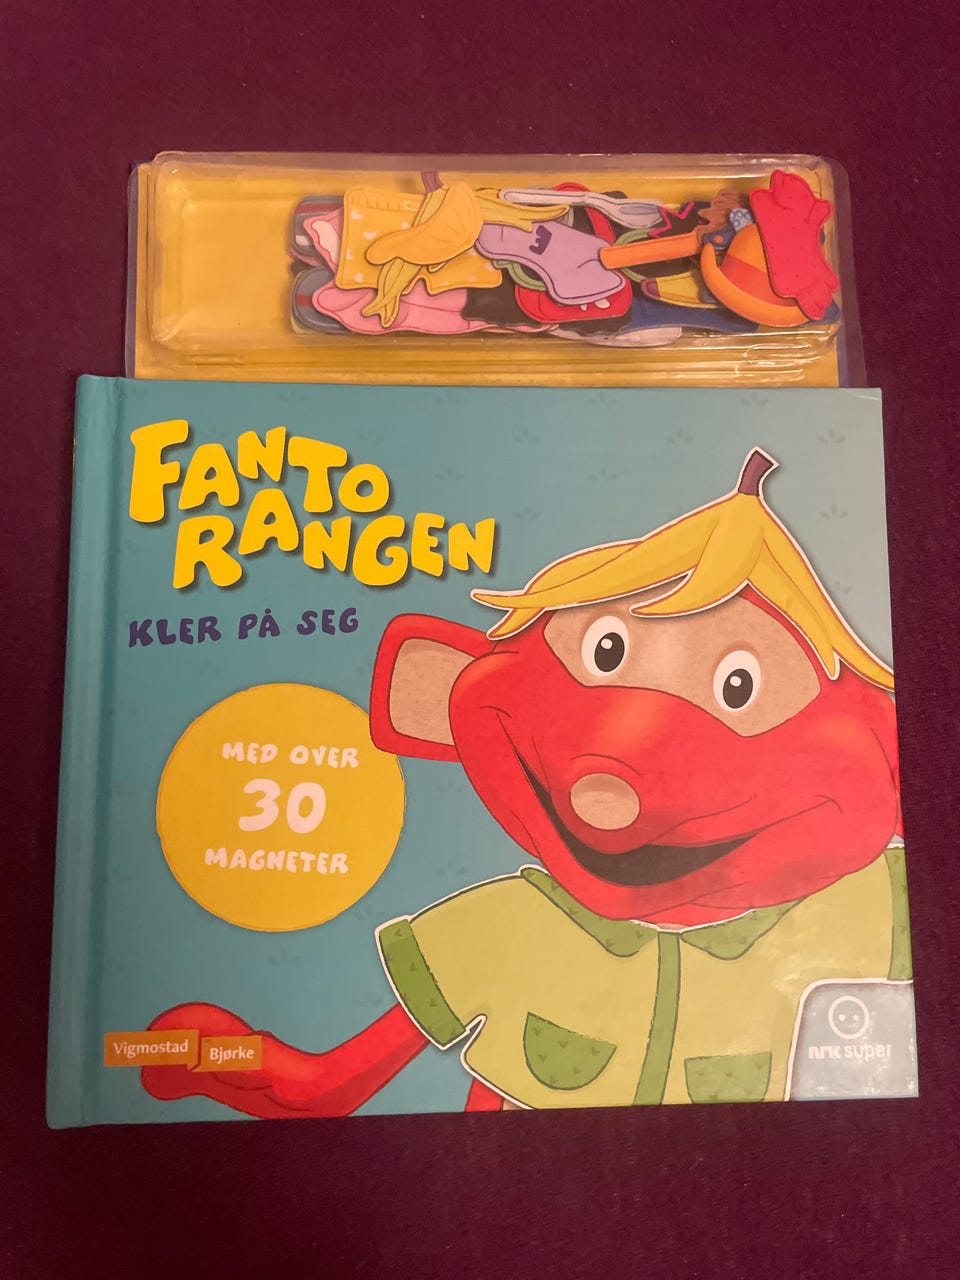 FANTO
RANGEN
KLER PÅ SEG
MED OVER
30
MAGNETER
Vigmostad
Bjørke
NRK super